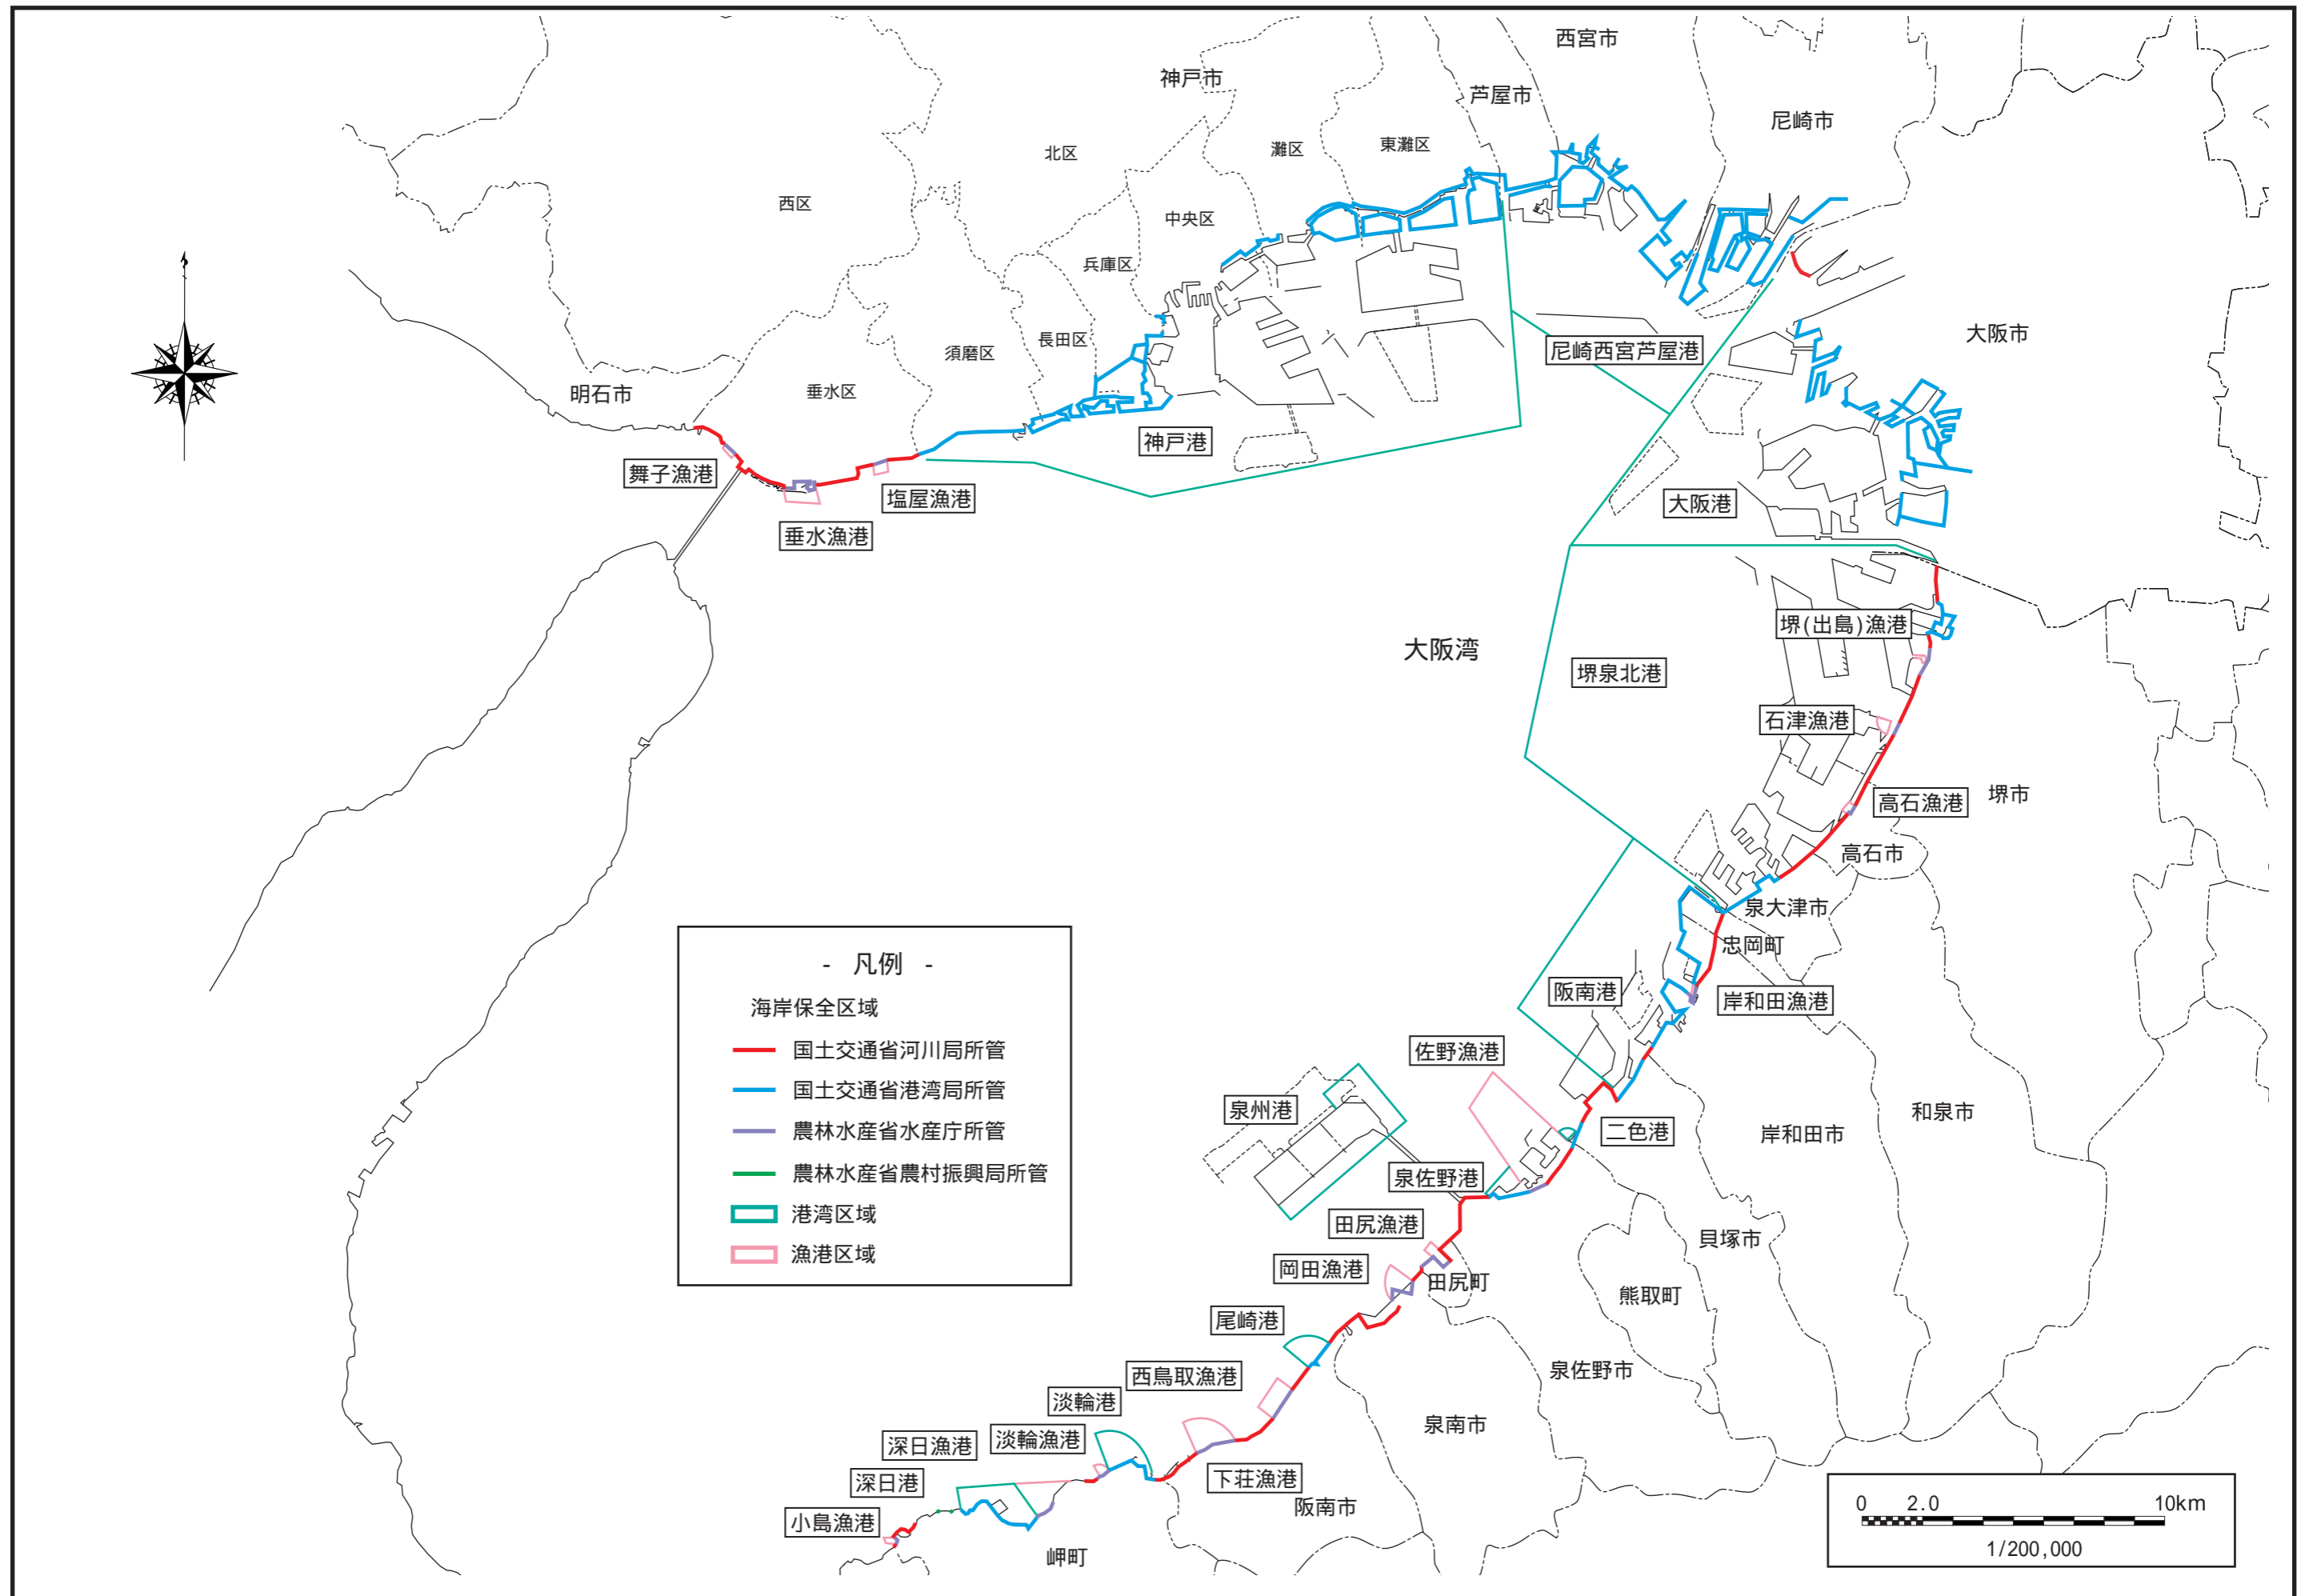 西宮市
神戸市
芦屋市
尼崎市
東灘区
灘区
北区
西区
中央区
兵庫区
大阪市
長田区
須磨区
尼崎西宮芦屋港
垂水区
明石市
神戸港
舞子漁港
塩屋漁港
大阪港
垂水漁港
堺(出島)漁港
大阪湾
堺泉北港
石津漁港
堺市
高石漁港
高石市
泉大津市
忠岡町
阪南港
岸和田漁港
佐野漁港
泉州港
和泉市
二色港
岸和田市
泉佐野港
田尻漁港
貝塚市
岡田漁港
田尻町
熊取町
尾崎港
泉佐野市
西鳥取漁港
淡輪港
泉南市
淡輪漁港
深日漁港
下荘漁港
深日港
阪南市
小島漁港
岬町
- 凡例 -
海岸保全区域
国土交通省河川局所管
国土交通省港湾局所管
農林水産省水産庁所管
農林水産省農村振興局所管
港湾区域
漁港区域
0 2.0 10km
1/200,000